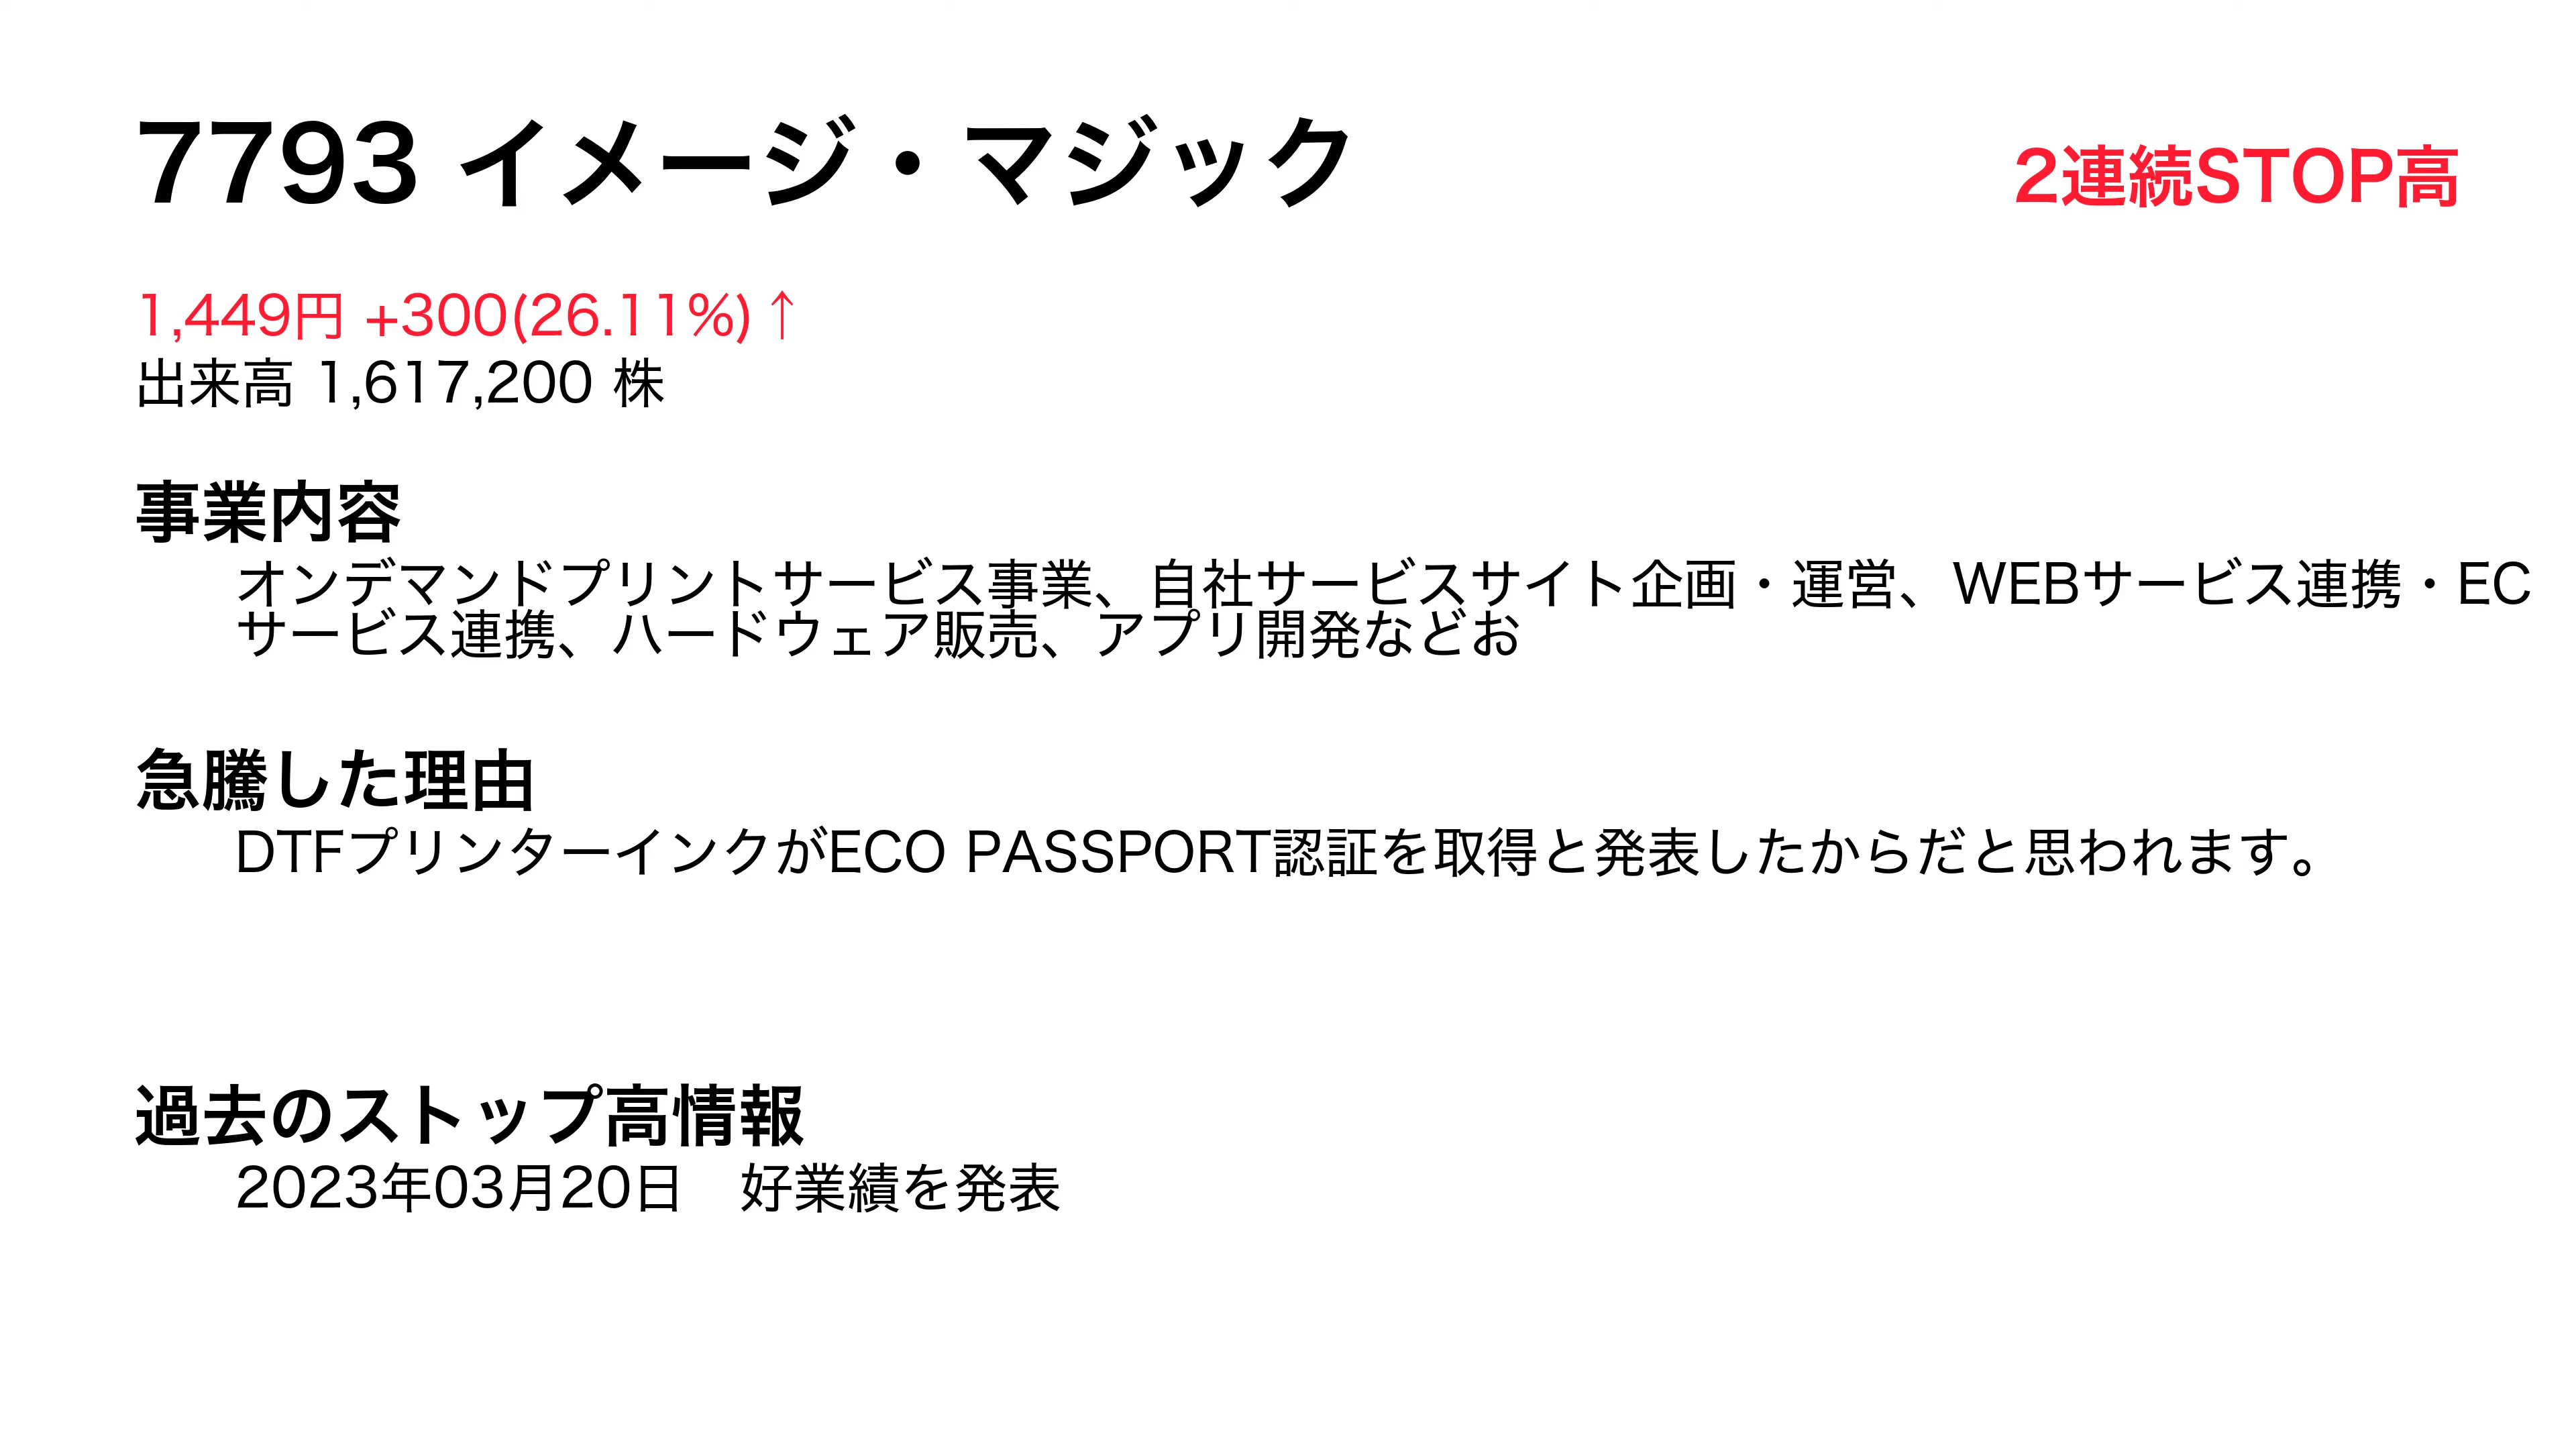 7793 イメージ・マジック
2連続STOP高
1,449円 +300(26.11%)↑
出来高 1,617,200 株
事業内容
オンデマンドプリントサービス事業、自社サービスサイト企画・運営、WEBサービス連携・EC
サービス連携、ハードウェア販売、アプリ開発などお
急騰した理由
DTFプリンターインクがECO PASSPORT認証を取得と発表したからだと思われます。
過去のストップ高情報
2023年03月20日　好業績を発表